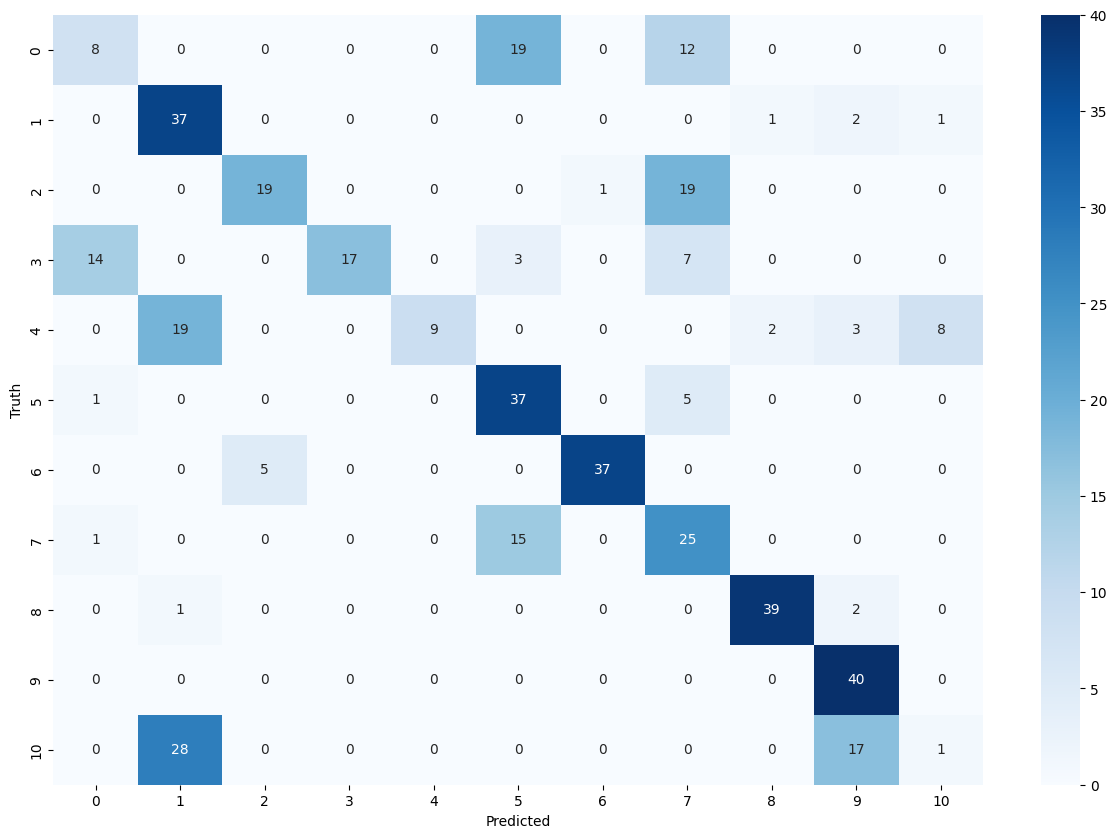 0 8 0 0 0 0 19 0 12 0 0 0
1 0 37 0 0 0 0 0 0 1 2 1
2 0 0 19 0 0 0 1 19 0 0 0
3 14 0 0 17 0 3 0 7 0 0 0
4 0 19 0 0 9 0 0 0 2 3 8
5 1 0 0 0 0 37 0 5 0 0 0
6 0 0 5 0 0 0 37 0 0 0 0
7 1 0 0 0 0 15 0 25 0 0 0
8 0 1 0 0 0 0 0 0 39 2 0
9 0 0 0 0 0 0 0 0 0 40 0
10 0 28 0 0 0 0 0 0 0 17 1
0 1 2 3 4 5 6 7 8 9 10
Predicted
Truth
40
35
30
25
20
15
10
5
0